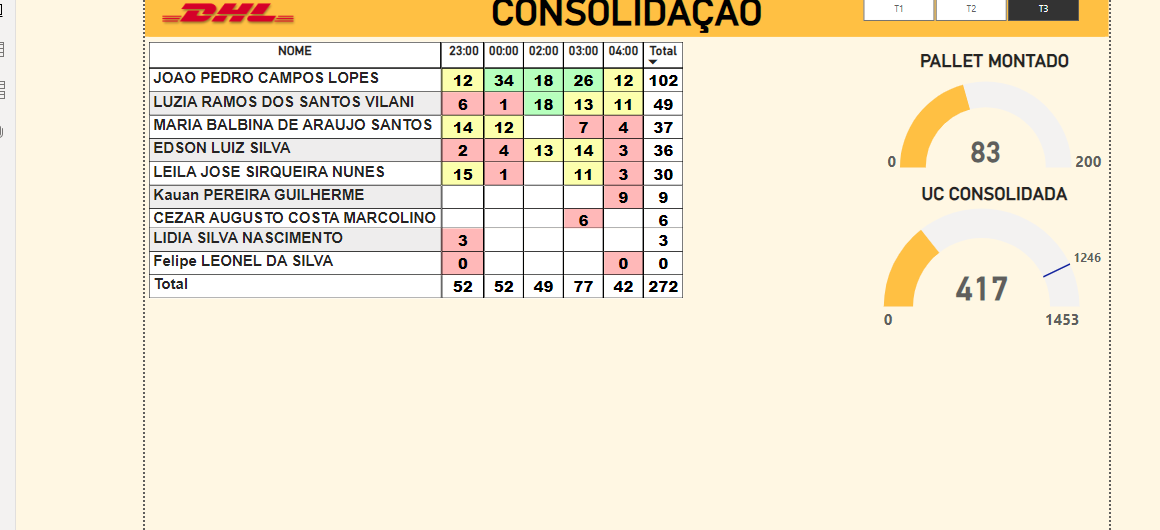 DHL CONSOLIDAÇÃO T1 T2 T3
NOME 23:00 00:00 02:00 03:00 04:00 Total
JOAO PEDRO CAMPOS LOPES 12 34 18 26 12 102
LUZIA RAMOS DOS SANTOS VILANI 6 1 18 13 11 49
MARIA BALBINA DE ARAUJO SANTOS 14 12 7 4 37
EDSON LUIZ SILVA 2 4 13 14 3 36
LEILA JOSE SIRQUEIRA NUNES 15 1 11 3 30
Kauan PEREIRA GUILHERME 9 9
CEZAR AUGUSTO COSTA MARCOLINO 6 6
LIDIA SILVA NASCIMENTO 3 3
Felipe LEONEL DA SILVA 0 0 0
Total 52 52 49 77 42 272
PALLET MONTADO
83
0 200
UC CONSOLIDADA
1246
417
0 1453